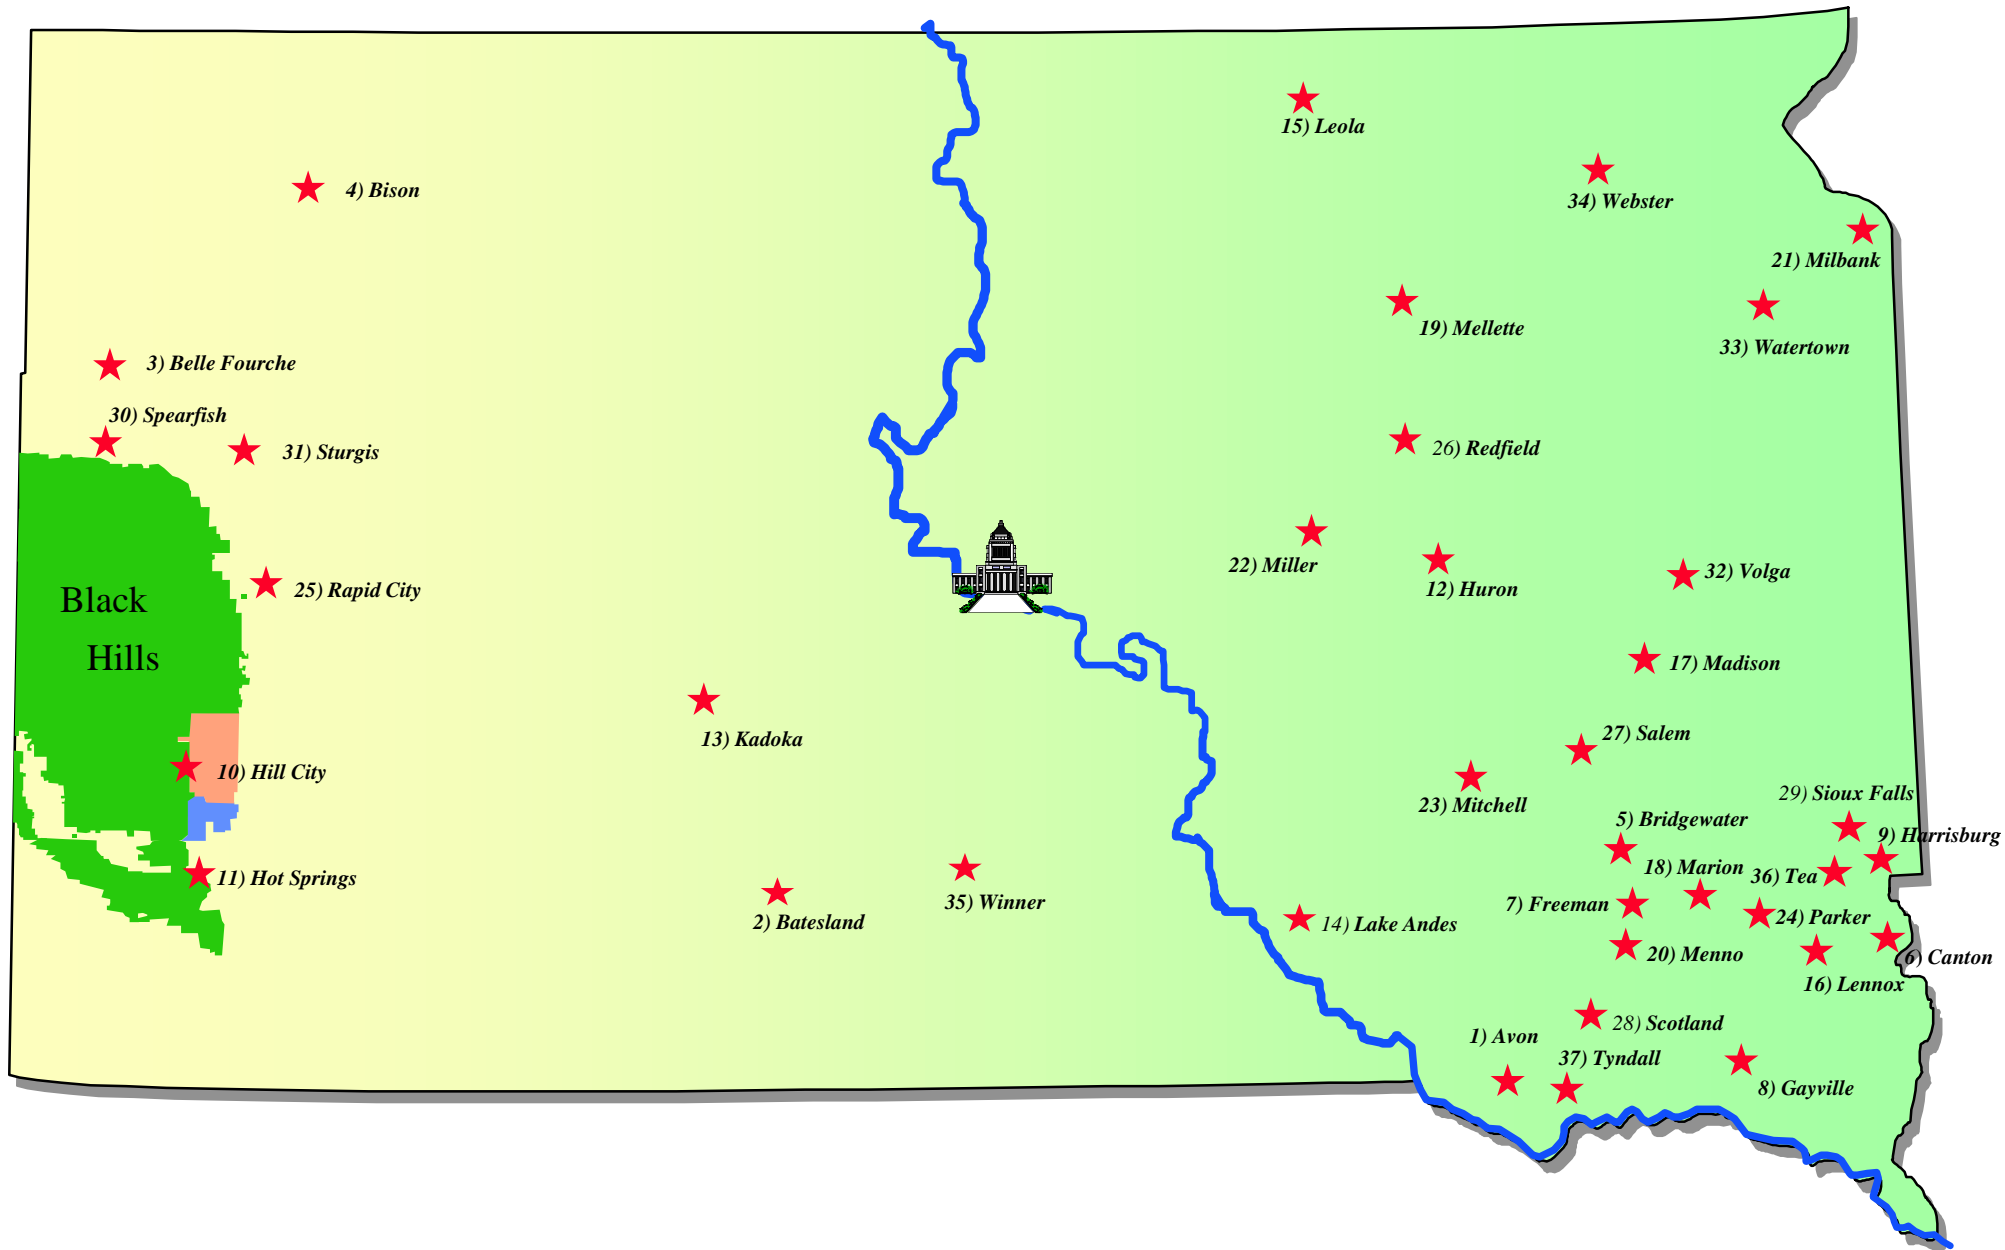 15) Leola
4) Bison
34) Webster
21) Milbank
19) Mellette
33) Watertown
3) Belle Fourche
30) Spearfish
31) Sturgis
26) Redfield
22) Miller
12) Huron
32) Volga
25) Rapid City
Black
Hills
17) Madison
13) Kadoka
27) Salem
10) Hill City
23) Mitchell
29) Sioux Falls
5) Bridgewater
9) Harrisburg
18) Marion
36) Tea
11) Hot Springs
2) Batesland
35) Winner
7) Freeman
24) Parker
14) Lake Andes
20) Menno
6) Canton
16) Lennox
28) Scotland
1) Avon
37) Tyndall
8) Gayville